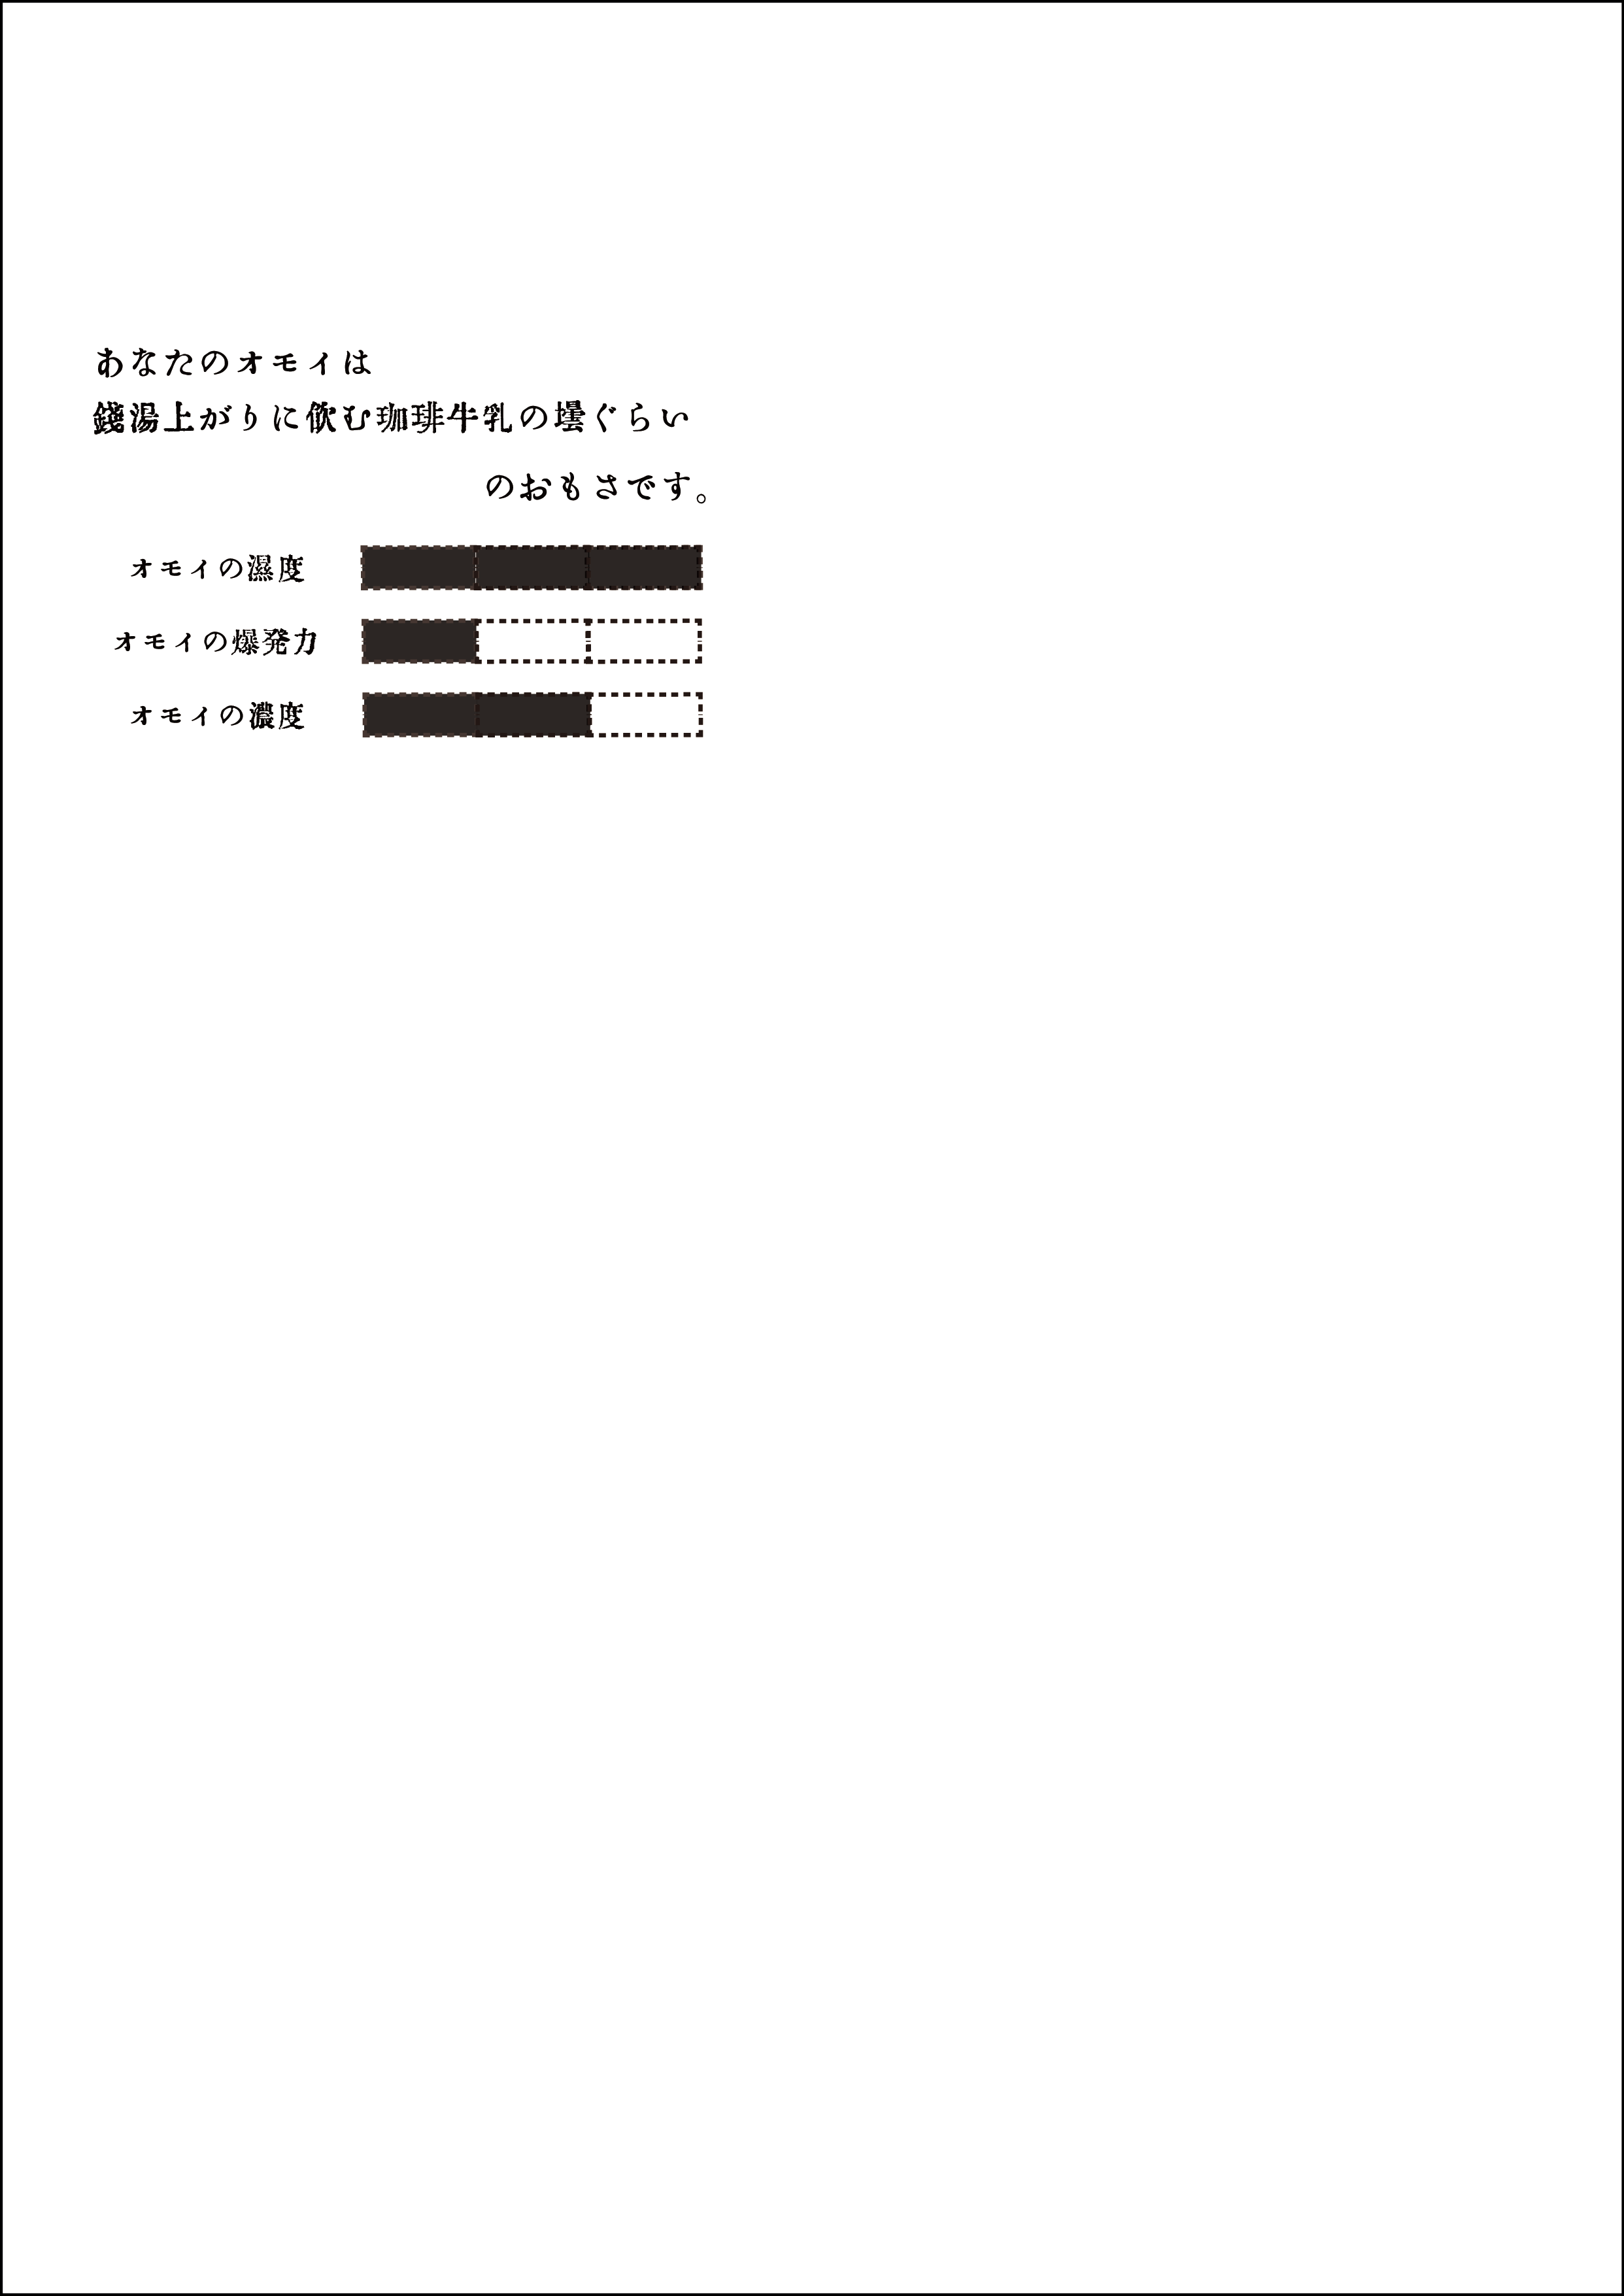 あなたのオモイは
錢湯上がりに飮む珈琲牛乳の壜ぐらい
のおもさです。
オモイの濕度
オモイの爆発力
オモイの濃度